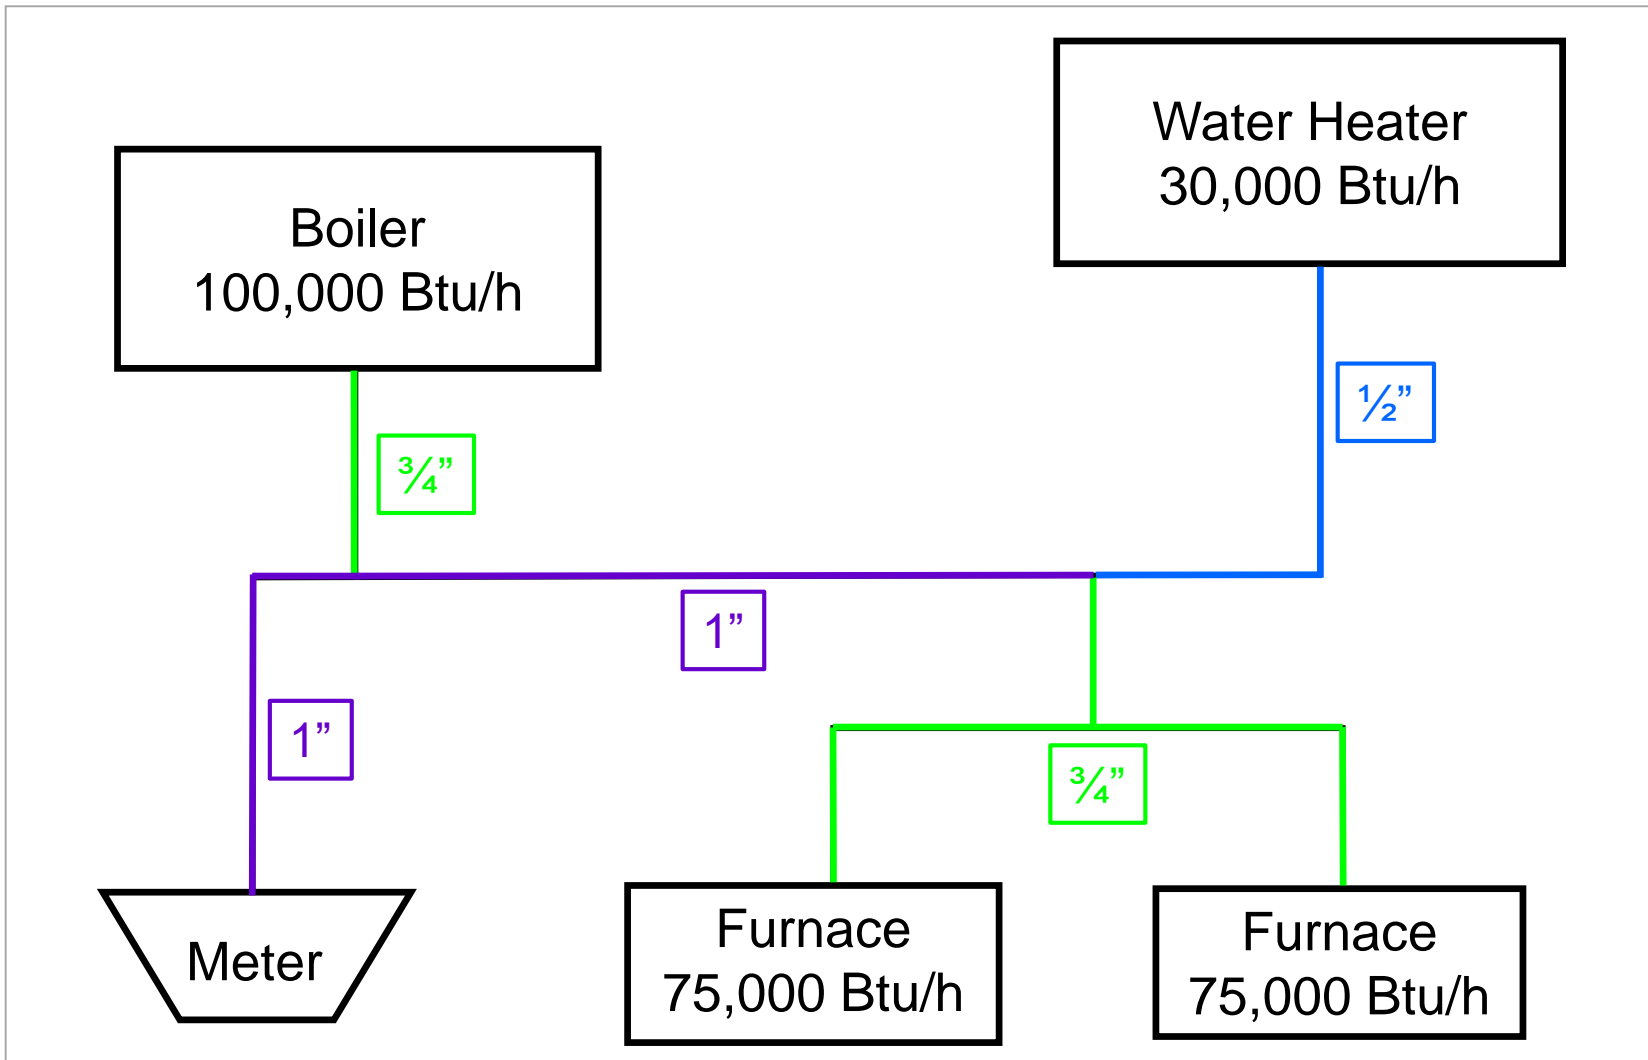 Water Heater
30,000 Btu/h
Boiler
100,000 Btu/h
½”
¾”
1”
1”
¾”
Meter
Furnace
75,000 Btu/h
Furnace
75,000 Btu/h